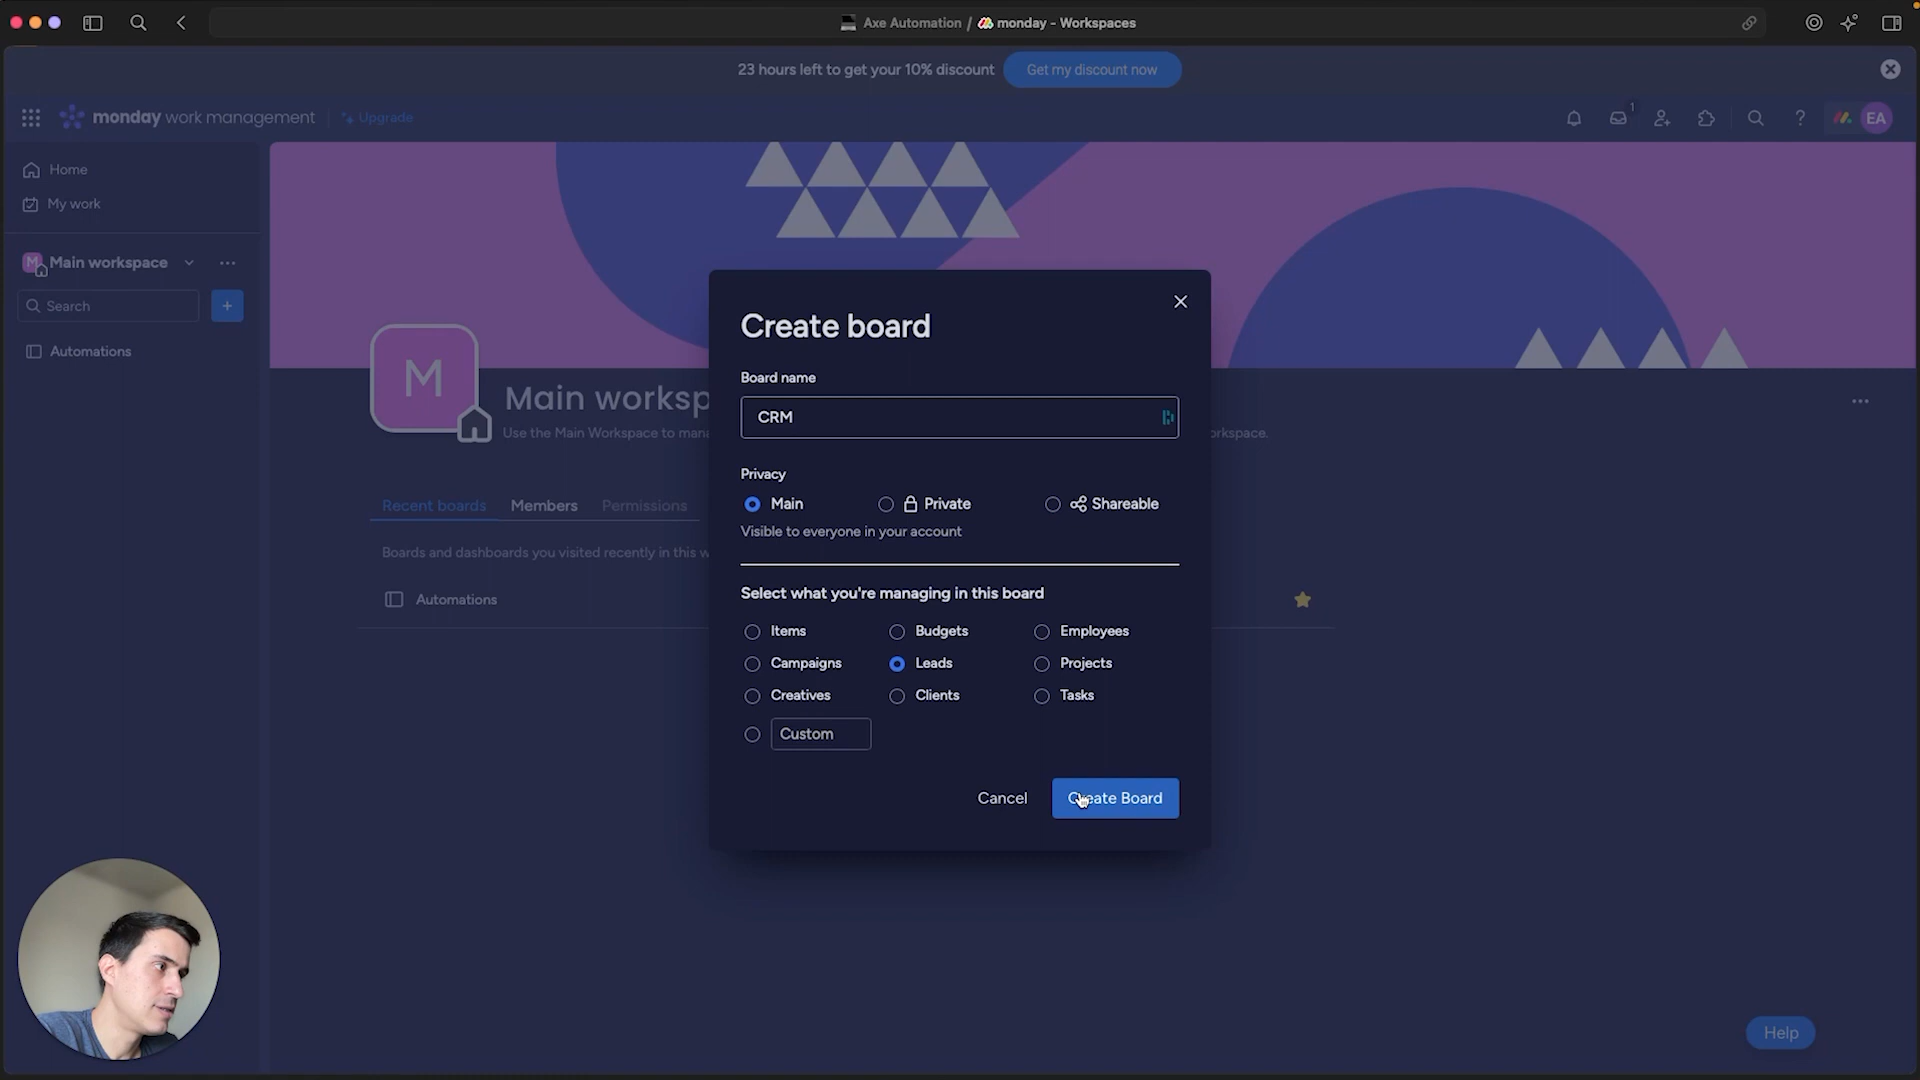 Axe Automation / monday - Workspaces
23 hours left to get your 10% discount
Get my discount now
monday work management
Upgrade
1
EA
Home
My work
M
Main workspace
Search
+
Automations
M
Main worksp
Use the Main Workspace to mana
orkspace.
Recent boards
Members
Permissions
Boards and dashboards you visited recently in this w
Automations
Create board
Board name
CRM
Privacy
Main
Private
Shareable
Visible to everyone in your account
Select what you're managing in this board
Items
Budgets
Employees
Campaigns
Leads
Projects
Creatives
Clients
Tasks
Custom
Cancel
Create Board
Help